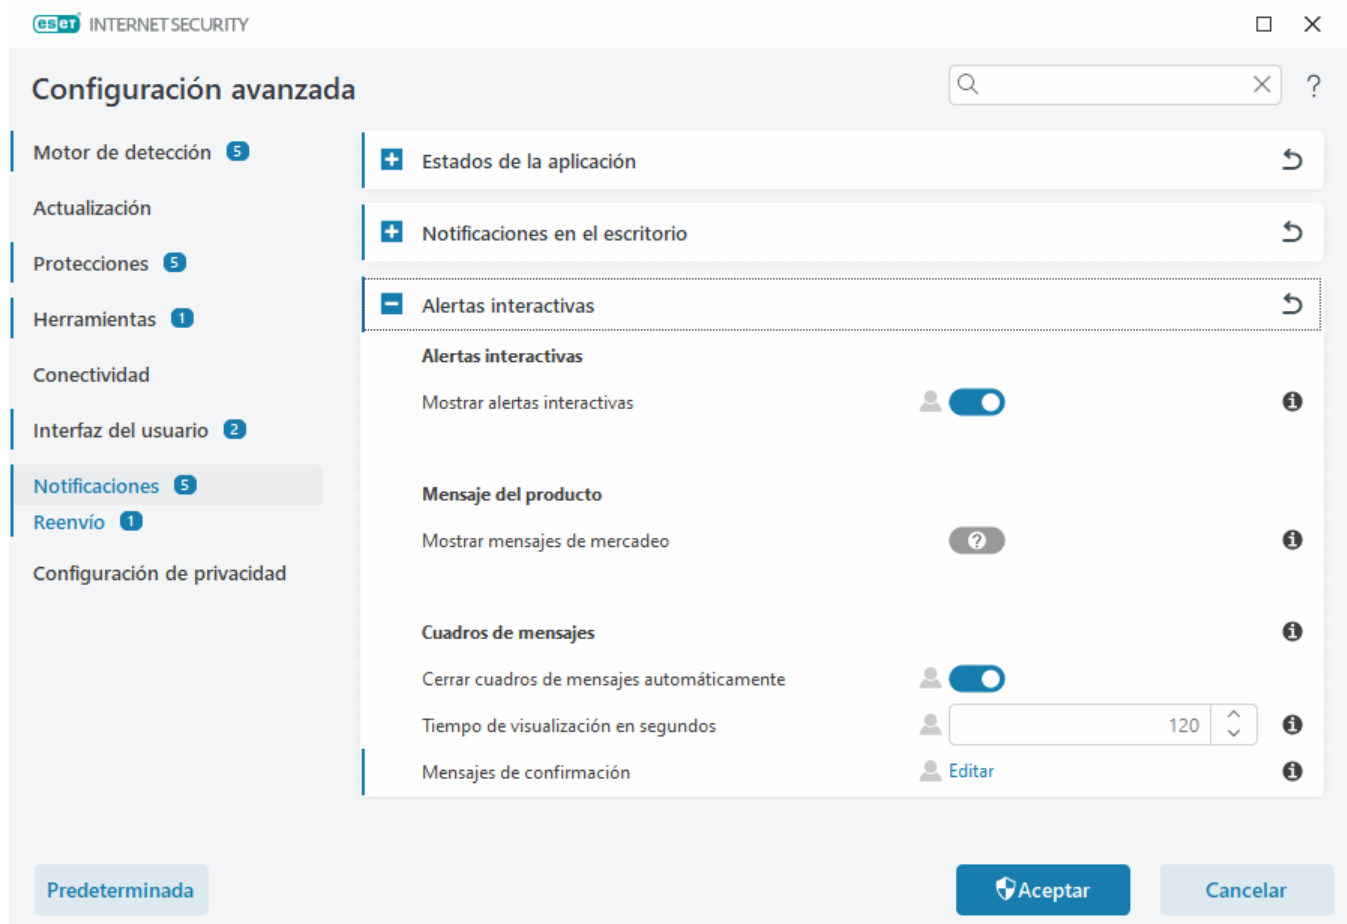 eset INTERNET SECURITY
Configuración avanzada
?
Motor de detección 5
Actualización
Protecciones 5
Herramientas 1
Conectividad
Interfaz del usuario 2
Notificaciones 5
Reenvío 1
Configuración de privacidad
Estados de la aplicación
Notificaciones en el escritorio
Alertas interactivas
Alertas interactivas
Mostrar alertas interactivas
Mensaje del producto
Mostrar mensajes de mercadeo
Cuadros de mensajes
Cerrar cuadros de mensajes automáticamente
Tiempo de visualización en segundos 120
Mensajes de confirmación Editar
Predeterminada
Aceptar
Cancelar